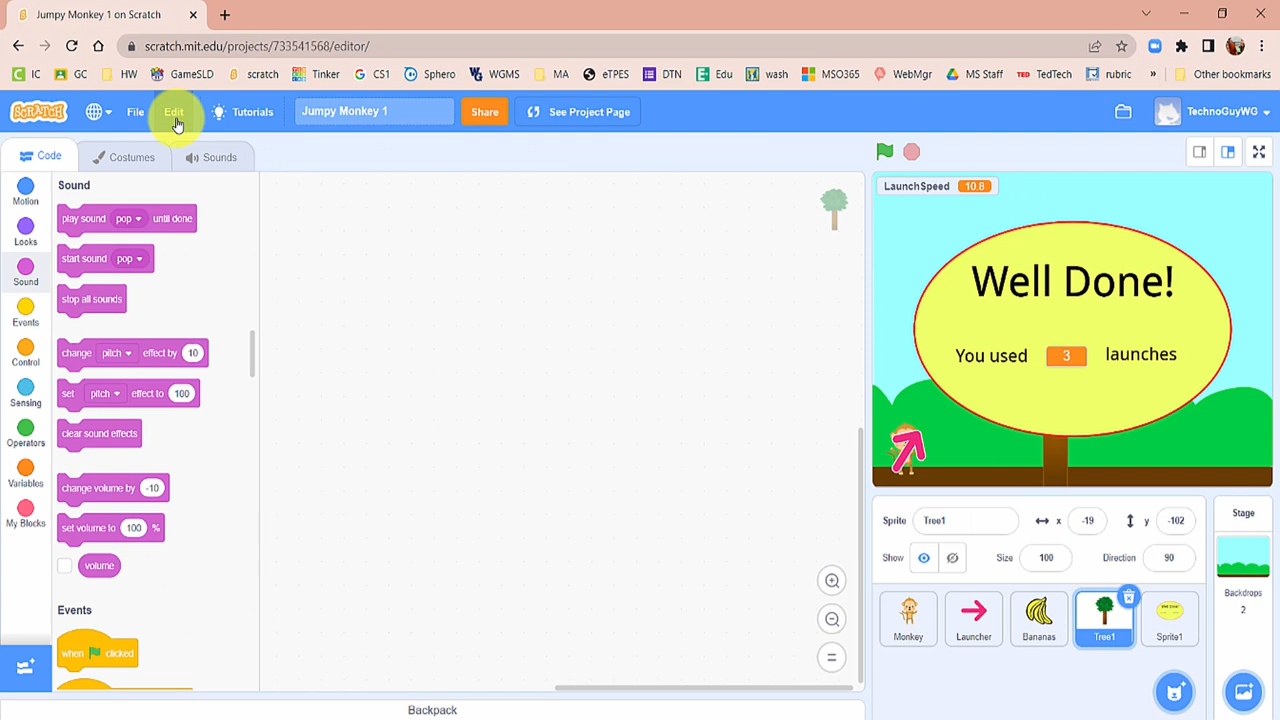 Jumpy Monkey 1 on Scratch
scratch.mit.edu/projects/733541568/editor/
IC GC HW GameSLD scratch Tinker CS1 Sphero WGMS MA eTPES DTN Edu wash MSO365 WebMgr MS Staff TED TedTech rubric » Other bookmarks
SCRATCH File Edit Tutorials Jumpy Monkey 1 Share See Project Page TechnoGuyWG
Code Costumes Sounds
Motion
Looks
Sound
Events
Control
Sensing
Operators
Variables
My Blocks
Sound
play sound pop until done
start sound pop
stop all sounds
change pitch effect by 10
set pitch effect to 100
clear sound effects
change volume by -10
set volume to 100 %
volume
Events
when clicked
LaunchSpeed 10.8
Well Done!
You used 3 launches
Sprite Tree1 x -19 y -102
Show Size 100 Direction 90
Monkey Launcher Bananas Tree1 Sprite1
Stage
Well Done!
Backdrops
2
Backpack